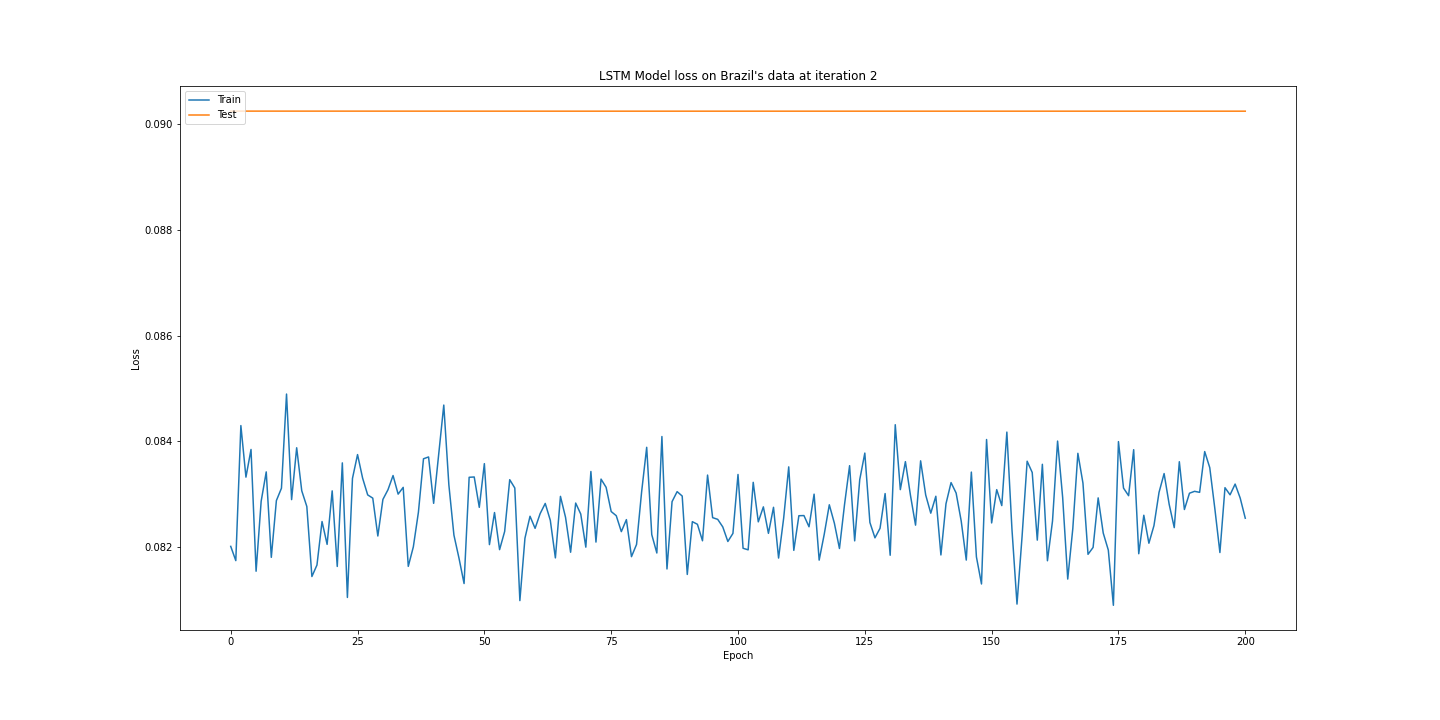 LSTM Model loss on Brazil's data at iteration 2
Train
Test
0.090
0.088
0.086
0.084
0.082
Loss
0 25 50 75 100 125 150 175 200
Epoch